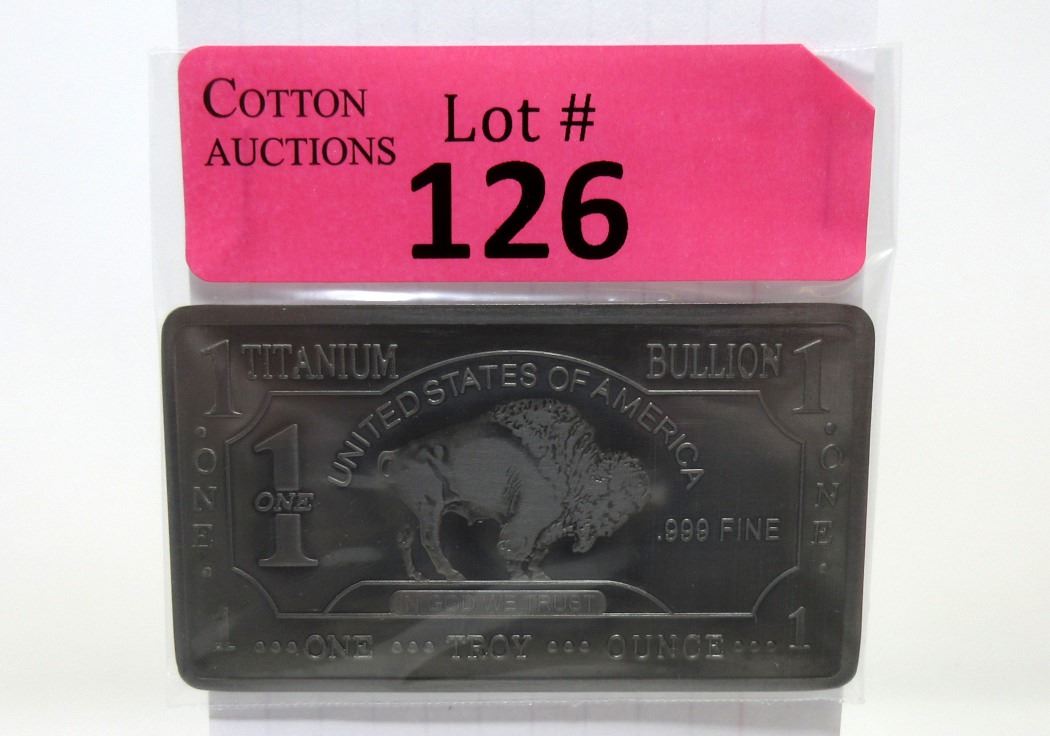 COTTON
AUCTIONS
Lot #
126
1 TITANIUM BULLION 1
UNITED STATES OF AMERICA
1
ONE
· ONE ·
· ONE ·
.999 FINE
IN GOD WE TRUST
1 ∘∘∘ ONE ∘∘∘ TROY ∘∘∘ OUNCE ∘∘∘ 1